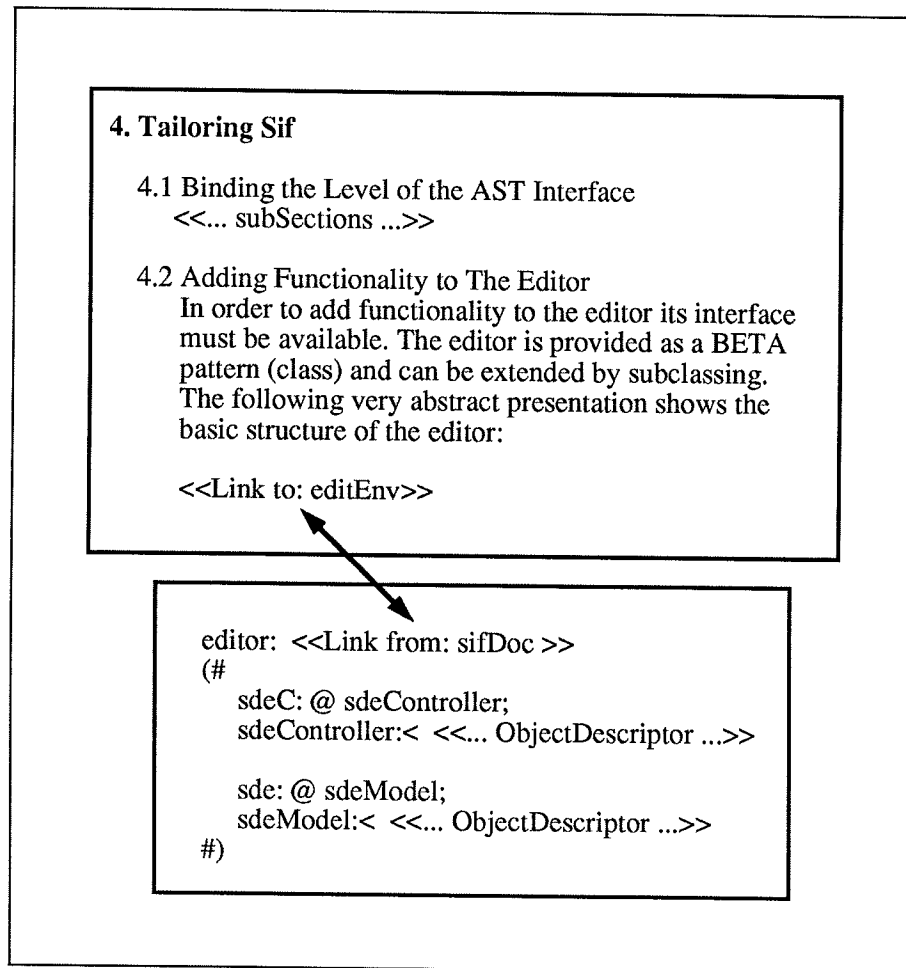 4. Tailoring Sif
4.1 Binding the Level of the AST Interface
<<... subSections ...>>
4.2 Adding Functionality to The Editor
In order to add functionality to the editor its interface
must be available. The editor is provided as a BETA
pattern (class) and can be extended by subclassing.
The following very abstract presentation shows the
basic structure of the editor:
<<Link to: editEnv>>
editor: <<Link from: sifDoc >>
(#
sdeC: @ sdeController;
sdeController:< <<... ObjectDescriptor ...>>
sde: @ sdeModel;
sdeModel:< <<... ObjectDescriptor ...>>
#)